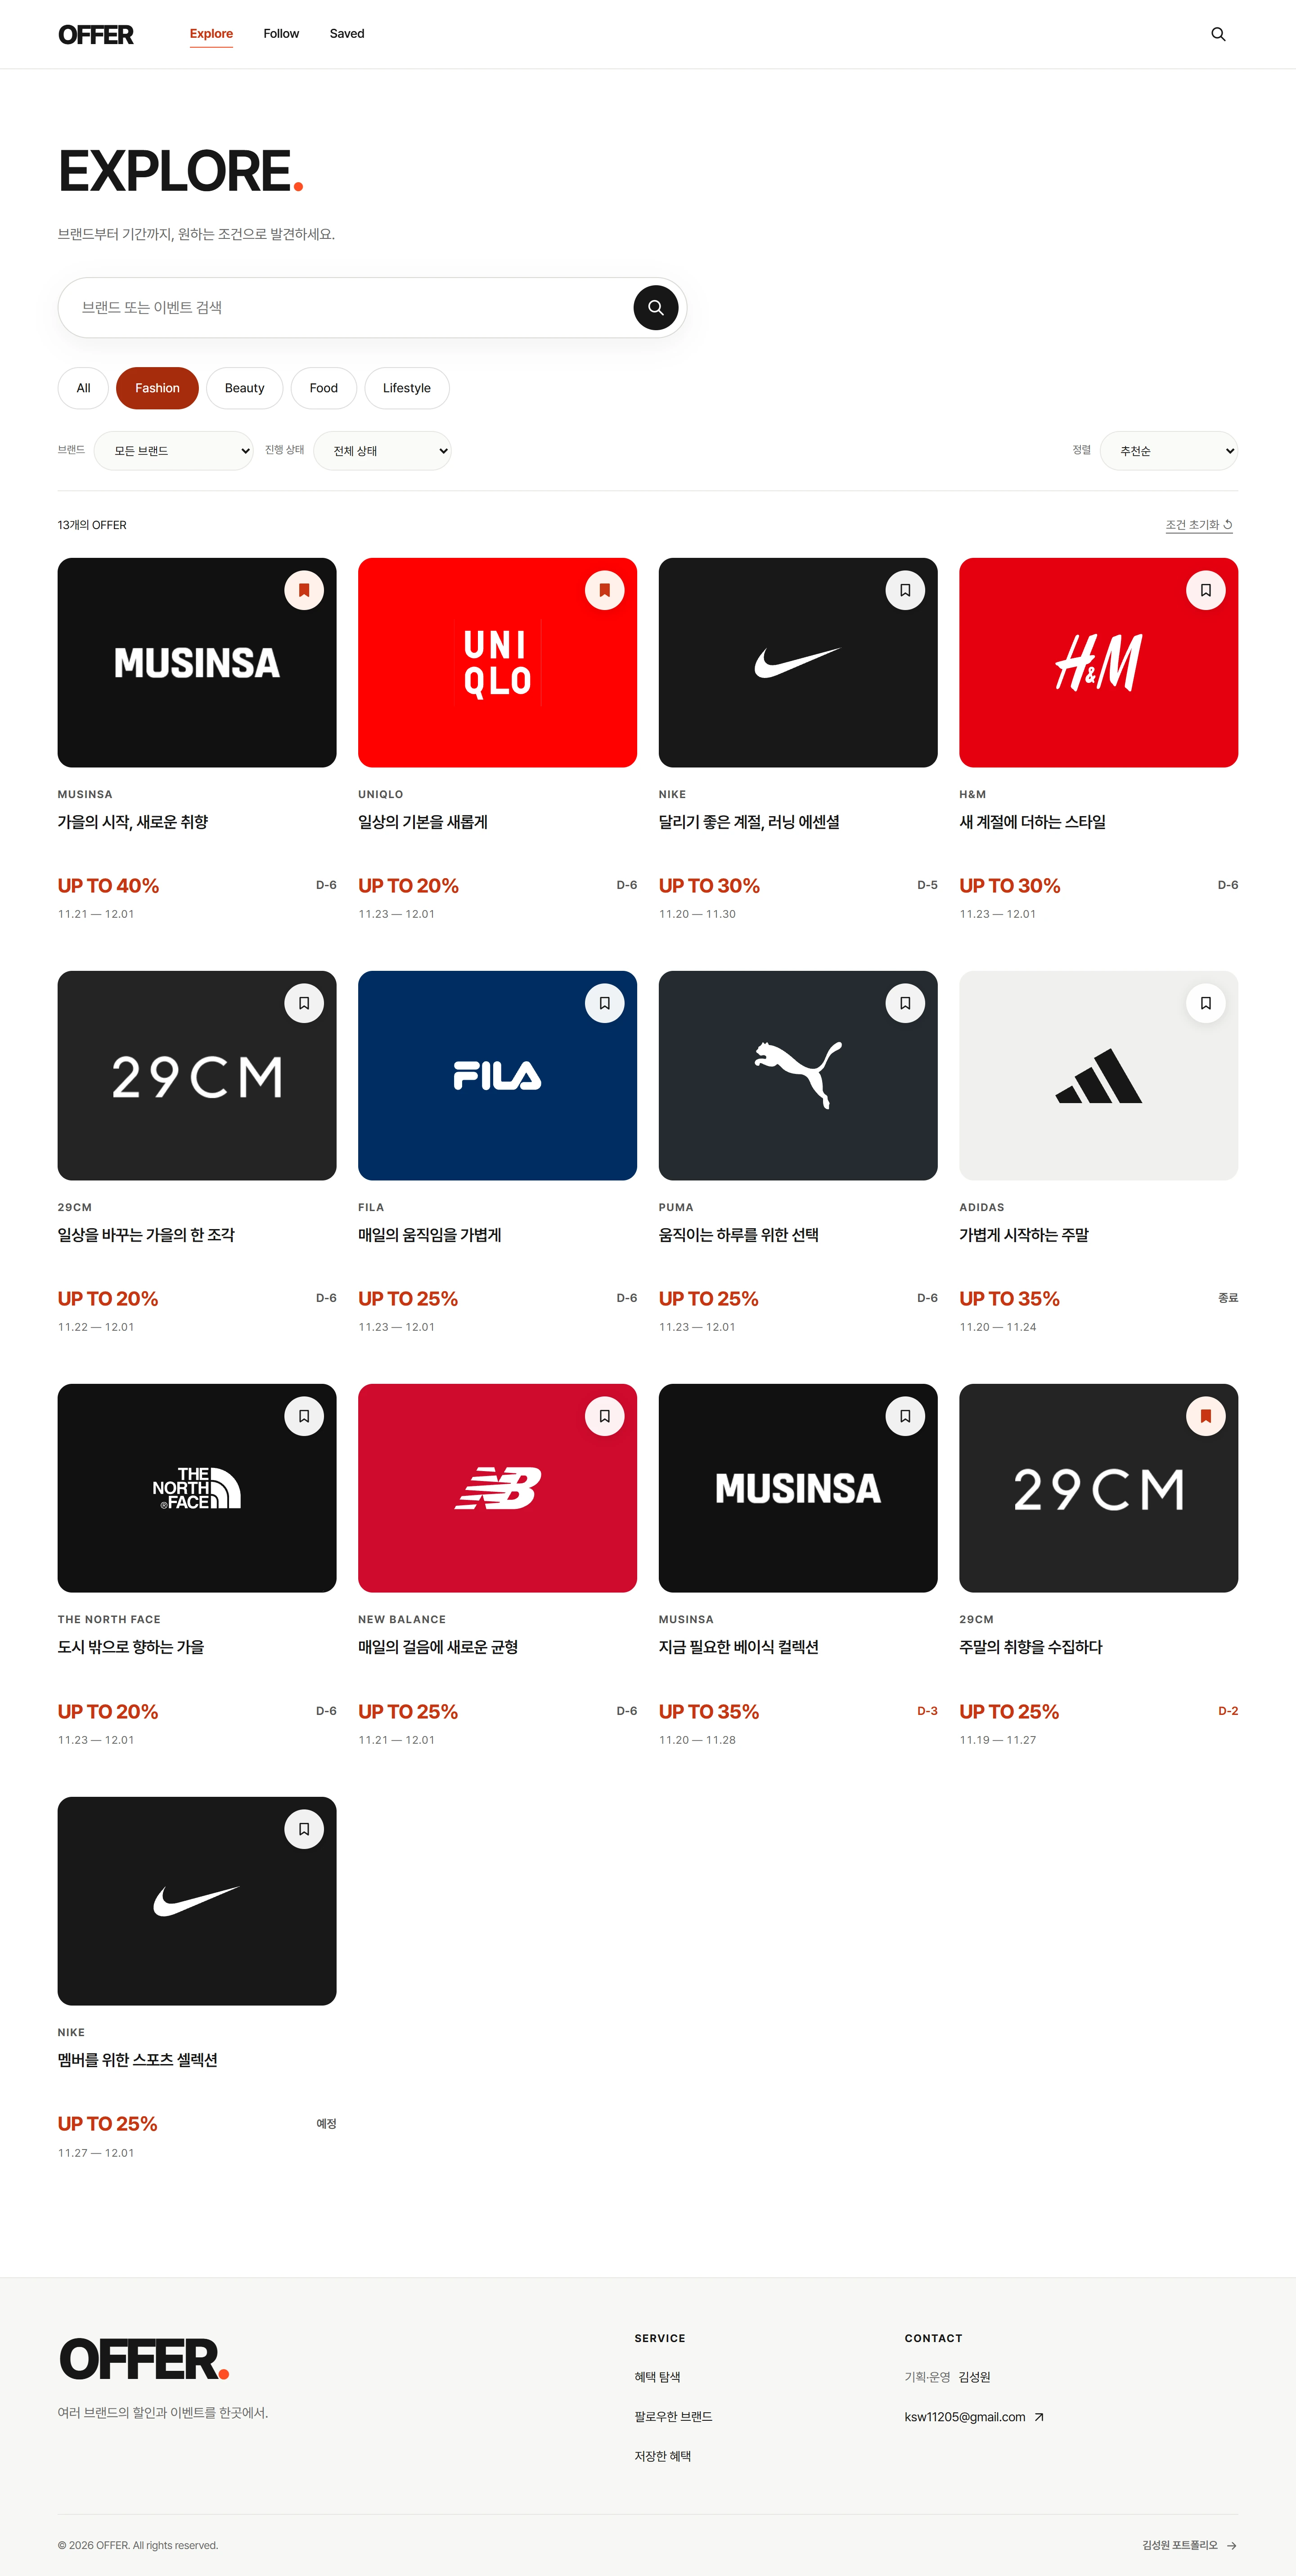 OFFER
Explore Follow Saved
EXPLORE.
브랜드부터 기간까지, 원하는 조건으로 발견하세요.
브랜드 또는 이벤트 검색
All Fashion Beauty Food Lifestyle
브랜드 모든 브랜드 진행 상태 전체 상태 정렬 추천순
13개의 OFFER 조건 초기화
MUSINSA
UNI
QLO
H&M
MUSINSA
가을의 시작, 새로운 취향
UP TO 40% D-6
11.21 — 12.01
UNIQLO
일상의 기본을 새롭게
UP TO 20% D-6
11.23 — 12.01
NIKE
달리기 좋은 계절, 러닝 에센셜
UP TO 30% D-5
11.20 — 11.30
H&M
새 계절에 더하는 스타일
UP TO 30% D-6
11.23 — 12.01
29CM
FILA
29CM
일상을 바꾸는 가을의 한 조각
UP TO 20% D-6
11.22 — 12.01
FILA
매일의 움직임을 가볍게
UP TO 25% D-6
11.23 — 12.01
PUMA
움직이는 하루를 위한 선택
UP TO 25% D-6
11.23 — 12.01
ADIDAS
가볍게 시작하는 주말
UP TO 35% 종료
11.20 — 11.24
THE
NORTH
®FACE
NB
MUSINSA
29CM
THE NORTH FACE
도시 밖으로 향하는 가을
UP TO 20% D-6
11.23 — 12.01
NEW BALANCE
매일의 걸음에 새로운 균형
UP TO 25% D-6
11.21 — 12.01
MUSINSA
지금 필요한 베이식 컬렉션
UP TO 35% D-3
11.20 — 11.28
29CM
주말의 취향을 수집하다
UP TO 25% D-2
11.19 — 11.27
NIKE
멤버를 위한 스포츠 셀렉션
UP TO 25% 예정
11.27 — 12.01
OFFER.
여러 브랜드의 할인과 이벤트를 한곳에서.
SERVICE
혜택 탐색
팔로우한 브랜드
저장한 혜택
CONTACT
기획·운영 김성원
ksw11205@gmail.com
© 2026 OFFER. All rights reserved.
김성원 포트폴리오 →